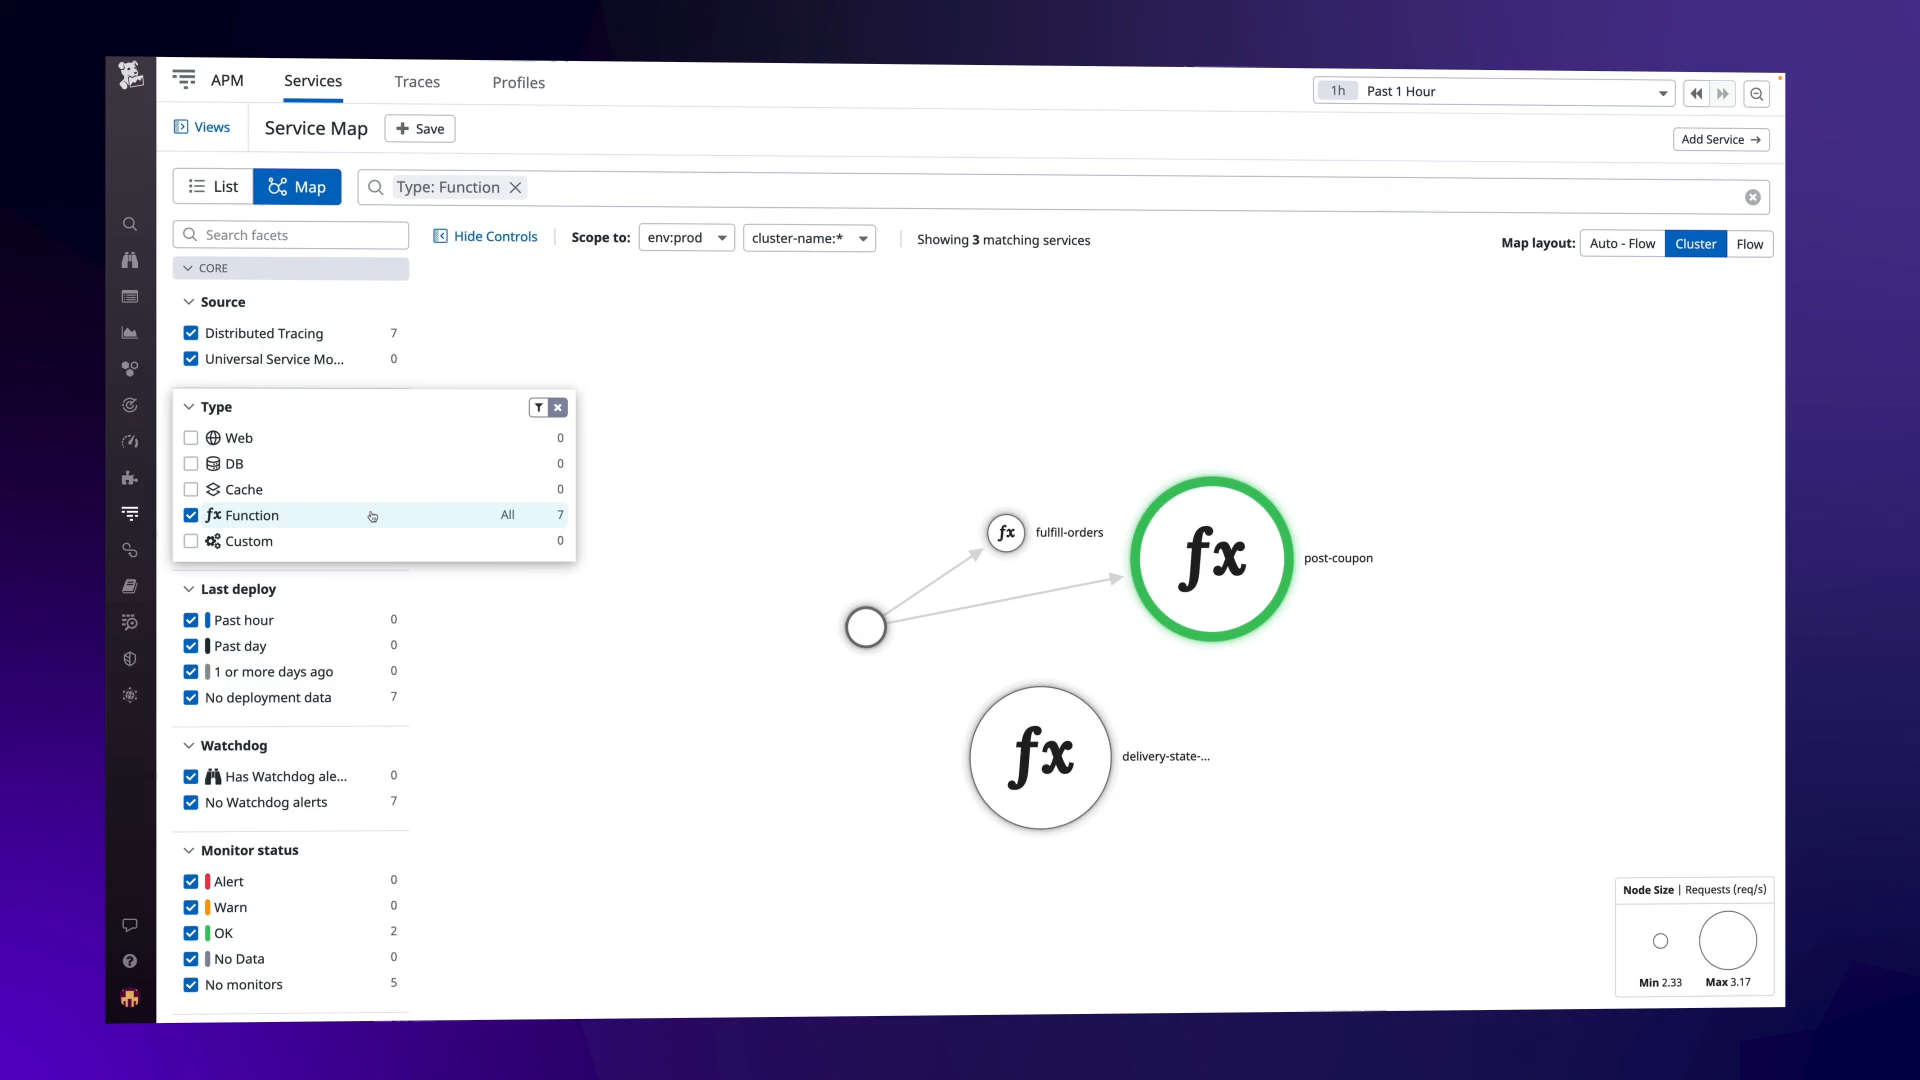 APM Services Traces Profiles
1h Past 1 Hour
Views Service Map + Save
Add Service →
List Map Type: Function
Search facets
Hide Controls Scope to: env:prod cluster-name:* Showing 3 matching services
Map layout: Auto - Flow Cluster Flow
CORE
Source
Distributed Tracing 7
Universal Service Mo... 0
Type
Web 0
DB 0
Cache 0
fx Function All 7
Custom 0
Last deploy
Past hour 0
Past day 0
1 or more days ago 0
No deployment data 7
Watchdog
Has Watchdog ale... 0
No Watchdog alerts 7
Monitor status
Alert 0
Warn 0
OK 2
No Data 0
No monitors 5
fx fulfill-orders
fx post-coupon
fx delivery-state-...
Node Size | Requests (req/s)
Min 2.33 Max 3.17